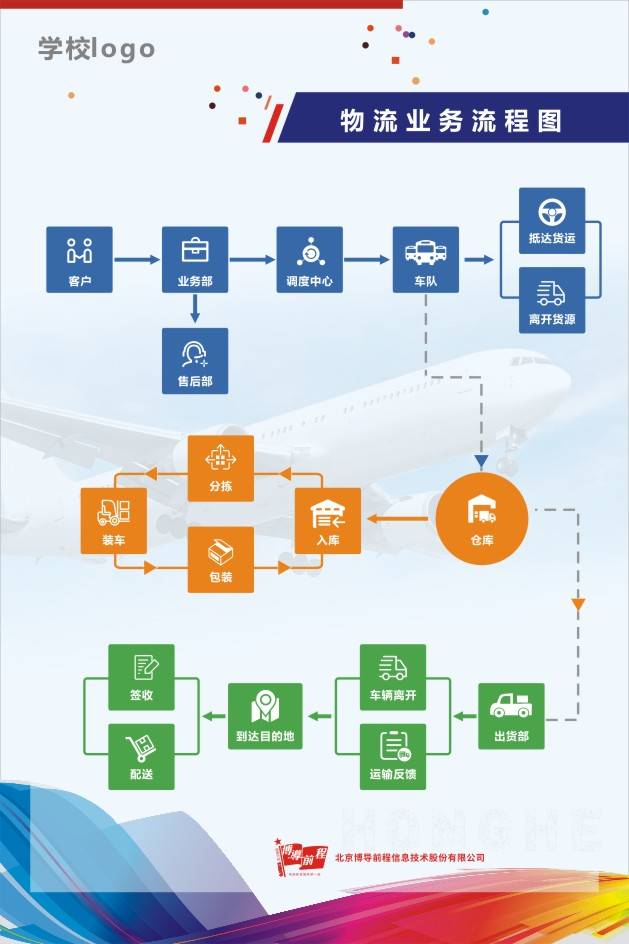 学校logo
物流业务流程图
客户
业务部
调度中心
车队
抵达货运
离开货源
售后部
分拣
装车
入库
仓库
包装
签收
车辆离开
到达目的地
出货部
配送
运输反馈
HONGHE
博導前程
北京博导前程信息技术股份有限公司